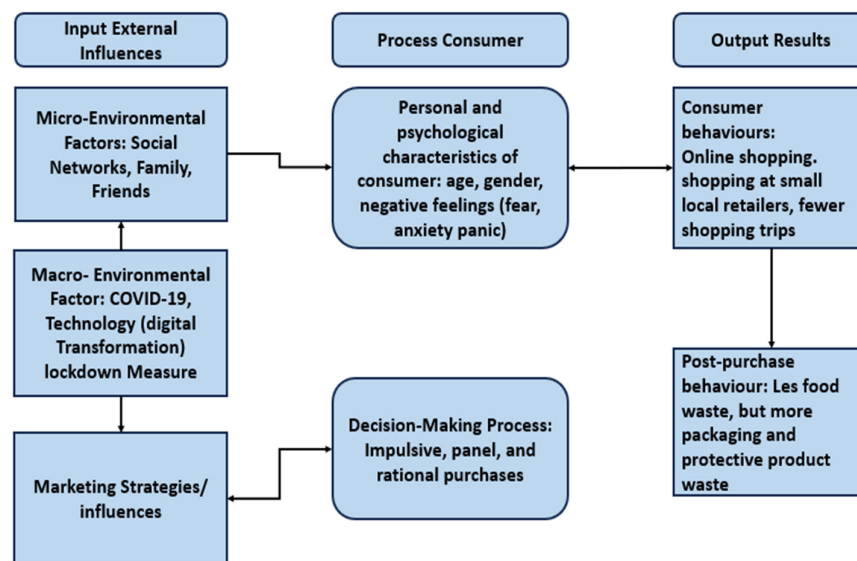 Input External
Influences
Process Consumer
Output Results
Micro-Environmental
Factors: Social
Networks, Family,
Friends
Personal and
psychological
characteristics of
consumer: age, gender,
negative feelings (fear,
anxiety panic)
Consumer
behaviours:
Online shopping.
shopping at small
local retailers, fewer
shopping trips
Macro- Environmental
Factor: COVID-19,
Technology (digital
Transformation)
lockdown Measure
Marketing Strategies/
influences
Decision-Making Process:
Impulsive, panel, and
rational purchases
Post-purchase
behaviour: Les food
waste, but more
packaging and
protective product
waste